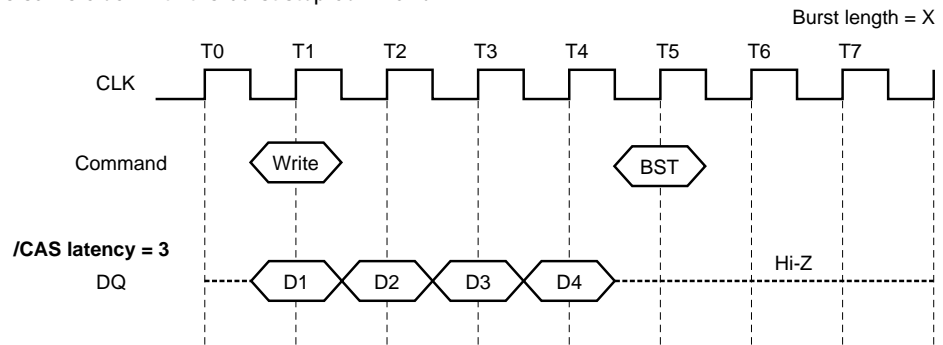 Burst length = X
T0 T1 T2 T3 T4 T5 T6 T7
CLK
Command Write BST
/CAS latency = 3
Hi-Z
DQ D1 D2 D3 D4